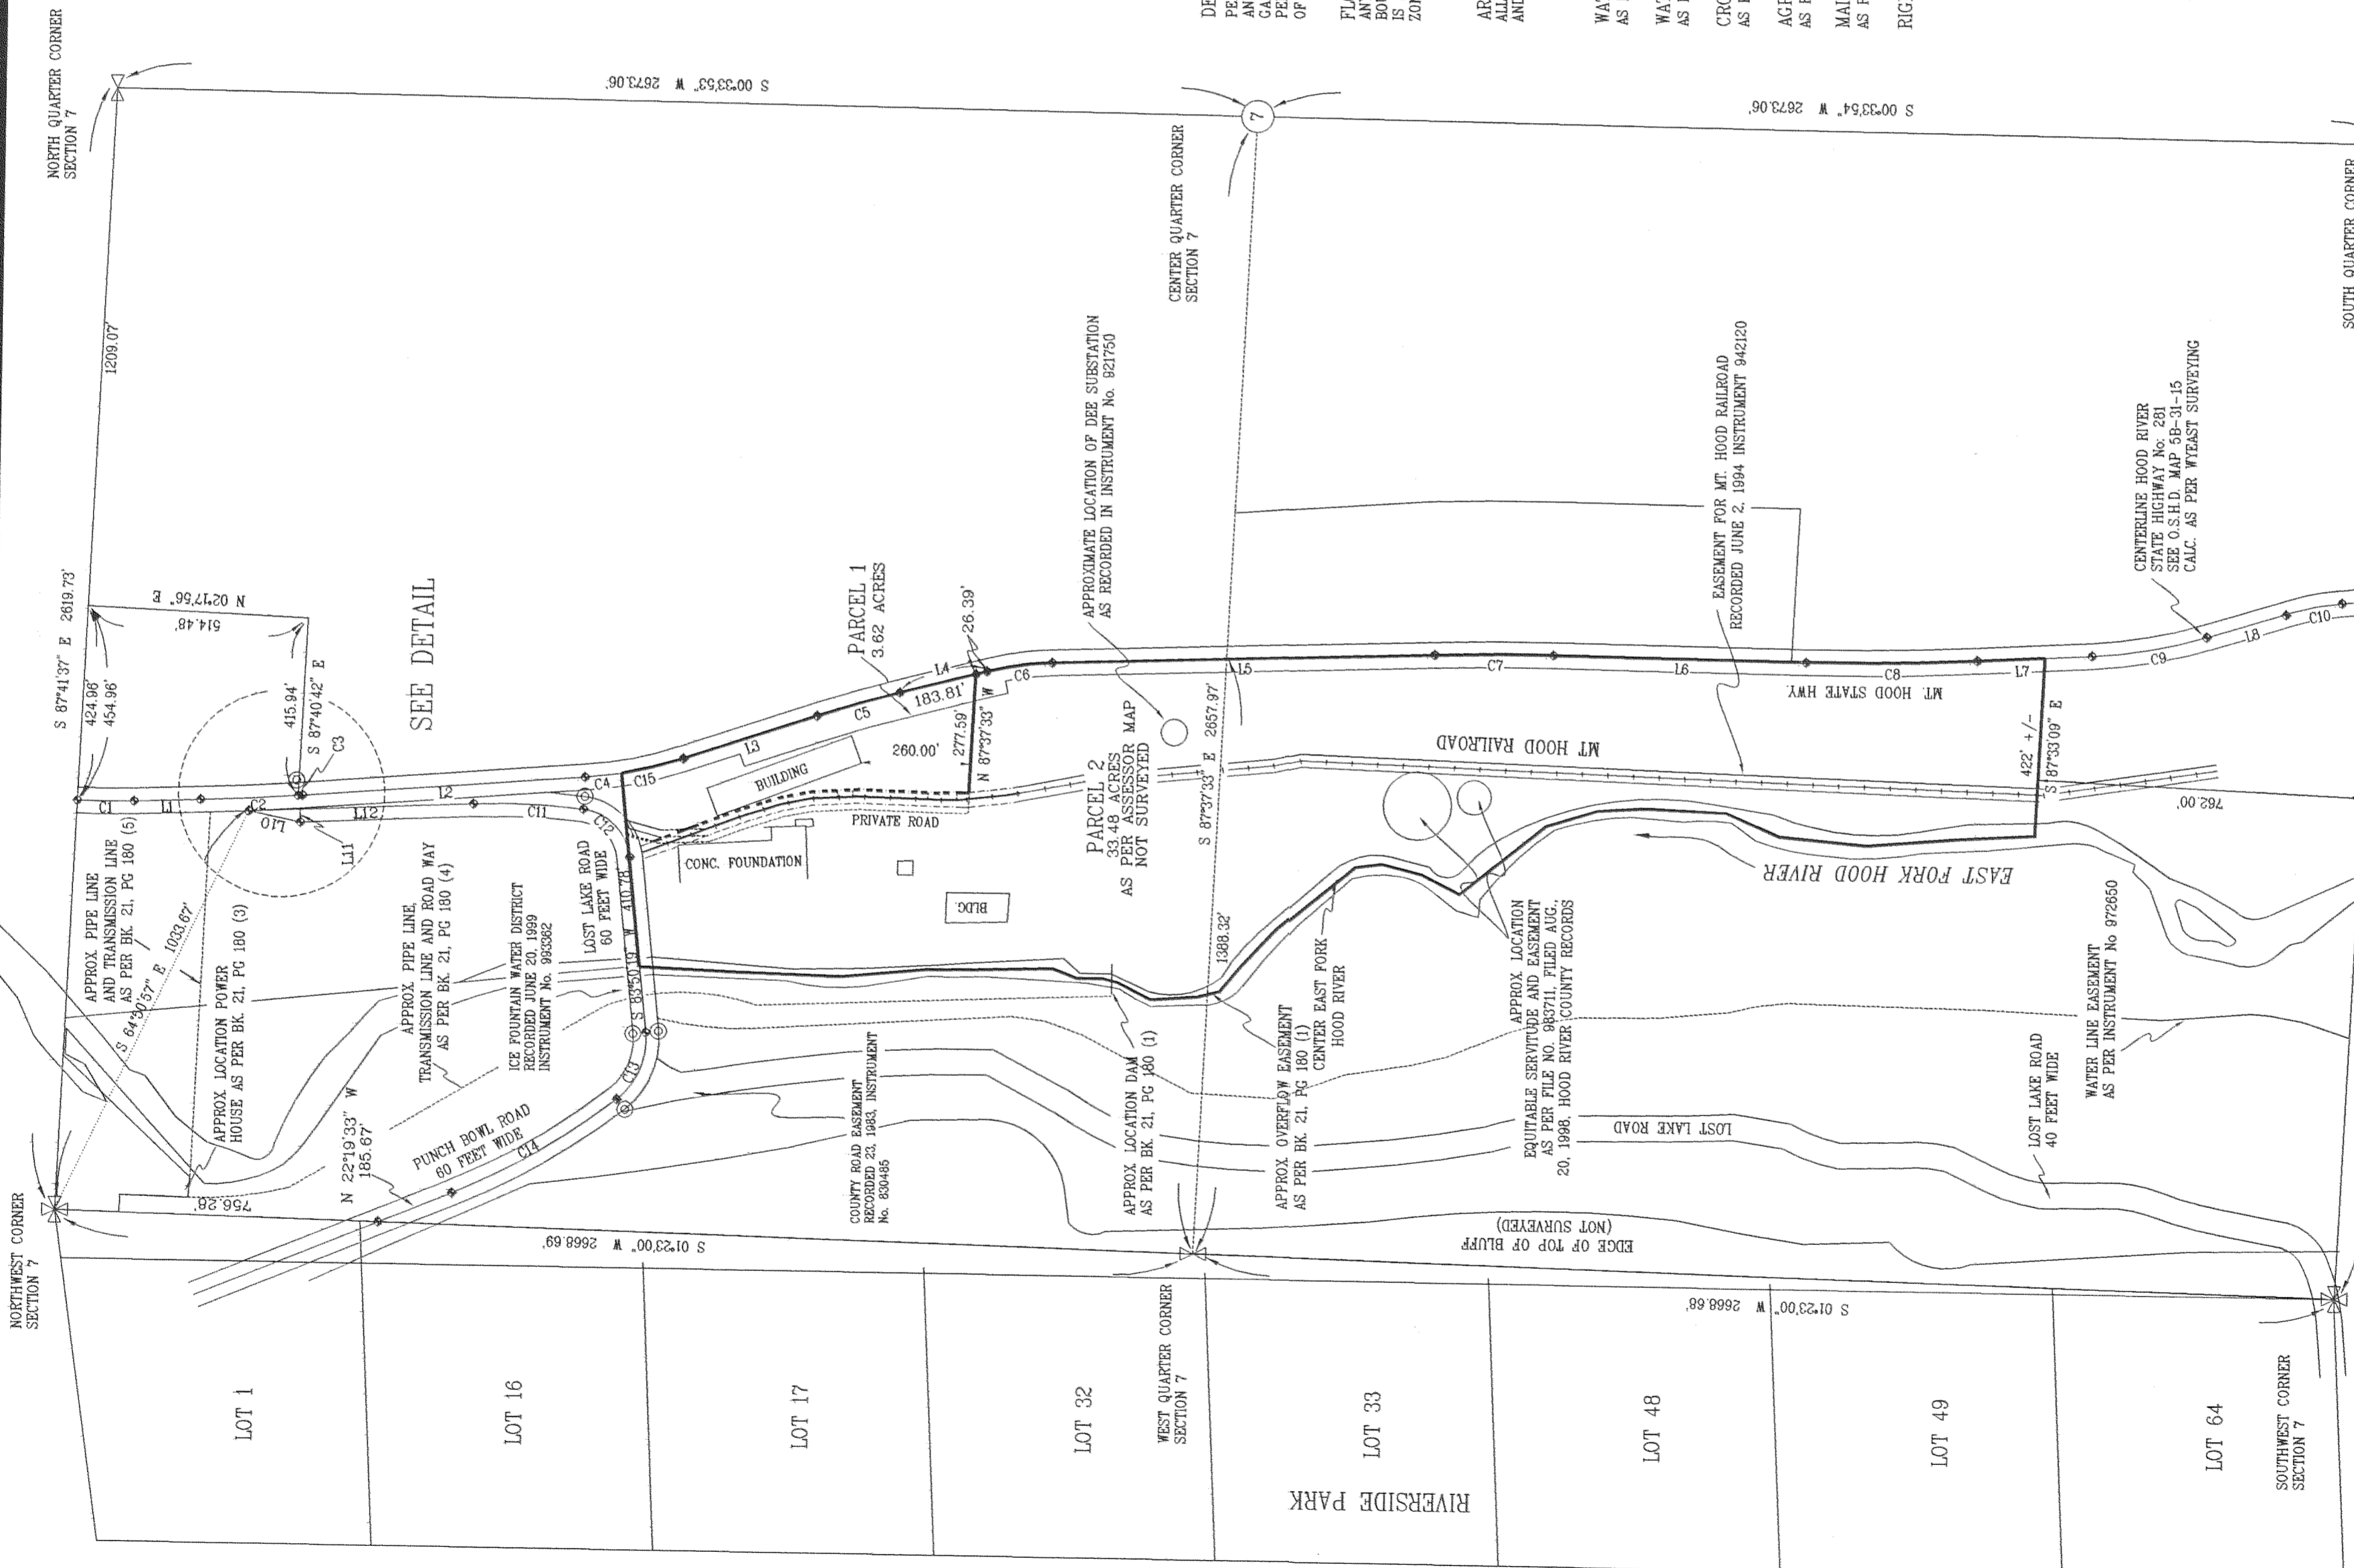 NORTH QUARTER CORNER
SECTION 7
S 00°33'53" W 2673.06'
CENTER QUARTER CORNER
SECTION 7
7
S 00°33'54" W 2673.06'
SOUTH QUARTER CORNER
1209.07'
S 87°41'37" E 2619.73'
424.96'
454.96'
N 02°17'56" E
514.48'
415.94'
S 87°40'42" E
C3
SEE DETAIL
C1
L1
C2
L10
L11
L12
L2
C11
C4
C12
C15
L3
C5
L4
183.81'
26.39'
C6
L5
C7
L6
C8
L7
C9
L8
C10
PARCEL 1
3.62 ACRES
BUILDING
260.00'
277.59'
N 87°37'33" W
PRIVATE ROAD
CONC. FOUNDATION
BLDG.
PARCEL 2
33.48 ACRES
AS PER ASSESSOR MAP
NOT SURVEYED
APPROXIMATE LOCATION OF DEE SUBSTATION
AS RECORDED IN INSTRUMENT No. 921750
S 87°37'33" E 2657.97'
1388.32'
MT HOOD RAILROAD
MT. HOOD STATE HWY.
EASEMENT FOR MT. HOOD RAILROAD
RECORDED JUNE 2, 1994 INSTRUMENT 942120
CENTERLINE HOOD RIVER
STATE HIGHWAY No: 281
SEE O.S.H.D. MAP 5B-31-15
CALC. AS PER WYEAST SURVEYING
422' +/-
S 87°33'09" E
762.00'
EAST FORK HOOD RIVER
APPROX PIPE LINE
AND TRANSMISSION LINE
AS PER BK. 21, PG 180 (5)
S 64°50'57" E 1033.67'
APPROX LOCATION POWER
HOUSE AS PER BK. 21, PG 180 (3)
APPROX. PIPE LINE,
TRANSMISSION LINE AND ROAD WAY
AS PER BK. 21, PG 180 (4)
ICE FOUNTAIN WATER DISTRICT
RECORDED JUNE 20, 1999
INSTRUMENT No. 993362
LOST LAKE ROAD
60 FEET WIDE
S 83°50'19" W 410.78'
C13
C14
PUNCH BOWL ROAD
60 FEET WIDE
N 22°19'33" W
185.67'
756.28'
COUNTY ROAD EASEMENT
RECORDED 23, 1983, INSTRUMENT
No. 830485
APPROX LOCATION DAM
AS PER BK. 21, PG 180 (1)
APPROX. OVERFLOW EASEMENT
AS PER BK. 21, PG 180 (1)
CENTER EAST FORK
HOOD RIVER
APPROX. LOCATION
EQUITABLE SERVITUDE AND EASEMENT
AS PER FILE NO. 983711, FILED AUG.,
20, 1998, HOOD RIVER COUNTY RECORDS
LOST LAKE ROAD
LOST LAKE ROAD
40 FEET WIDE
WATER LINE EASEMENT
AS PER INSTRUMENT No 972650
EDGE OF TOP OF BLUFF
(NOT SURVEYED)
NORTHWEST CORNER
SECTION 7
S 01°23'00" W 2668.69'
WEST QUARTER CORNER
SECTION 7
S 01°23'00" W 2668.68'
SOUTHWEST CORNER
SECTION 7
LOT 1
LOT 16
LOT 17
LOT 32
LOT 33
LOT 48
LOT 49
LOT 64
RIVERSIDE PARK